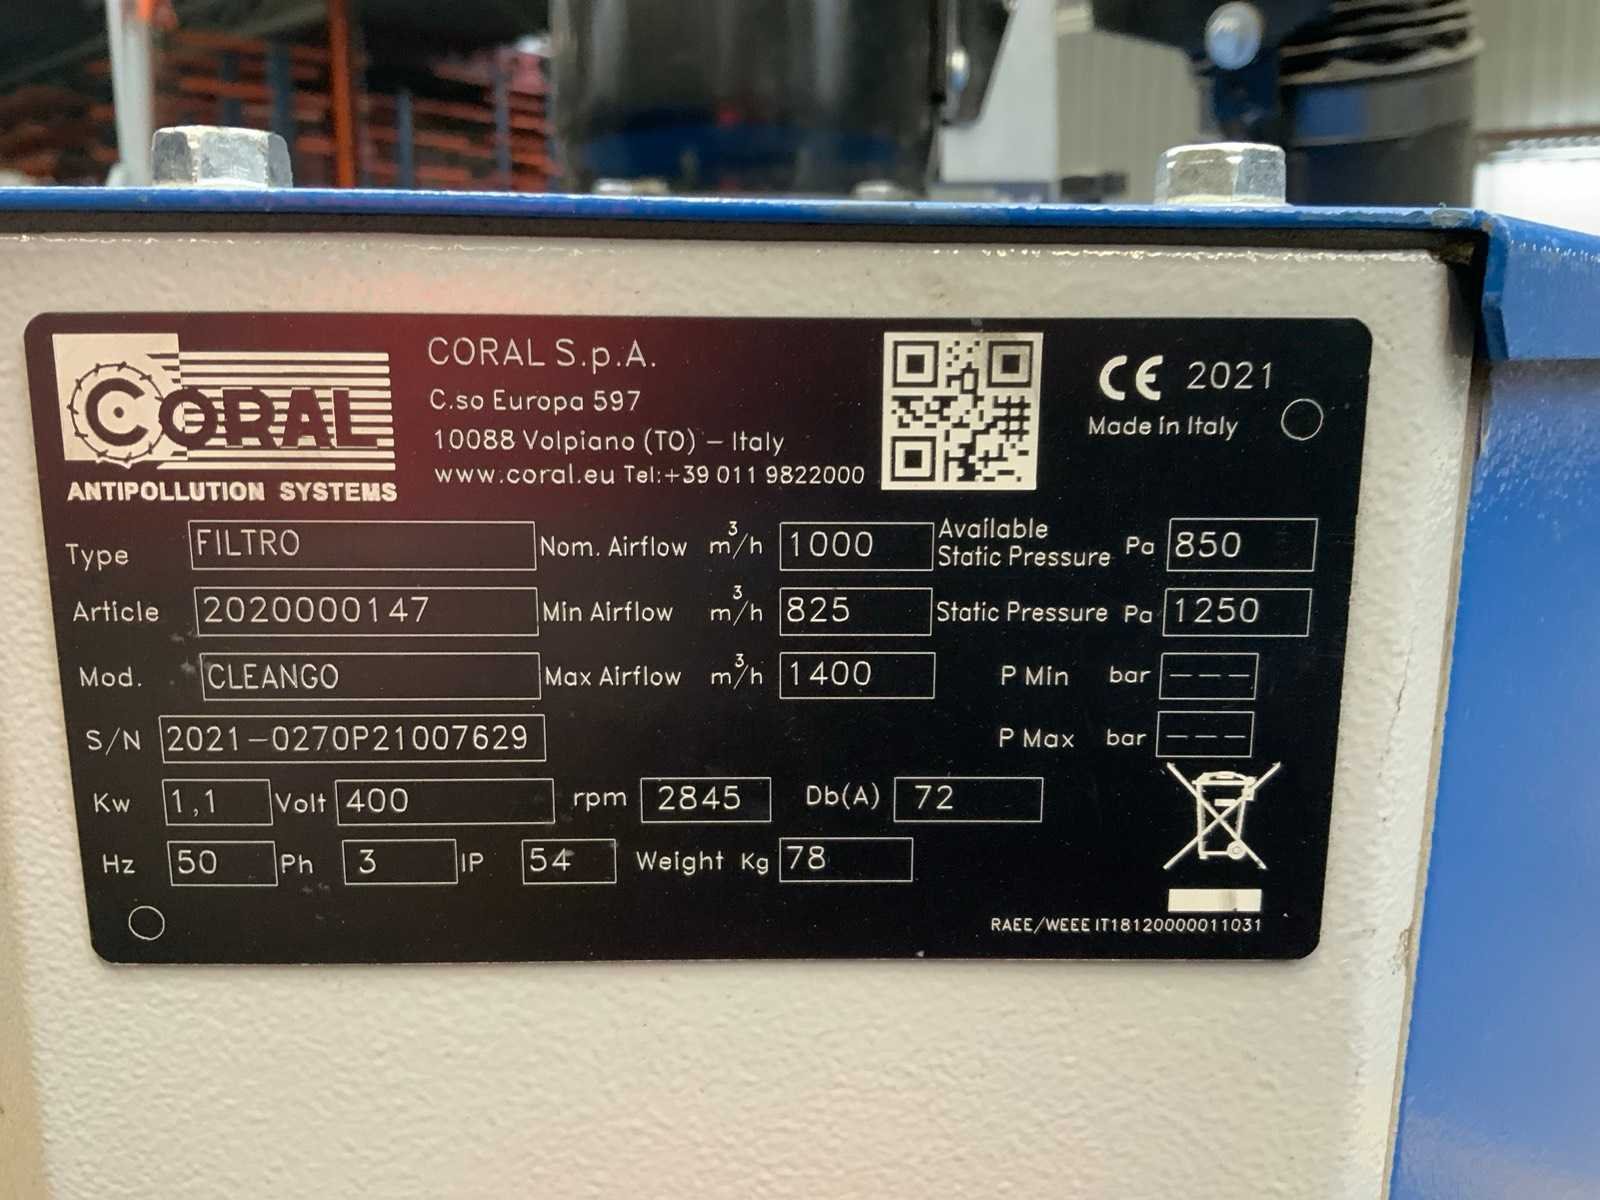 CORAL
ANTIPOLLUTION SYSTEMS
CORAL S.p.A.
C.so Europa 597
10088 Volpiano (TO) – Italy
www.coral.eu Tel:+39 011 9822000
CE 2021
Made in Italy
Type FILTRO Nom. Airflow m³/h 1000 Available Static Pressure Pa 850
Article 2020000147 Min Airflow m³/h 825 Static Pressure Pa 1250
Mod. CLEANGO Max Airflow m³/h 1400 P Min bar ---
S/N 2021-0270P21007629 P Max bar ---
Kw 1,1 Volt 400 rpm 2845 Db(A) 72
Hz 50 Ph 3 IP 54 Weight Kg 78
RAEE/WEEE IT18120000011031